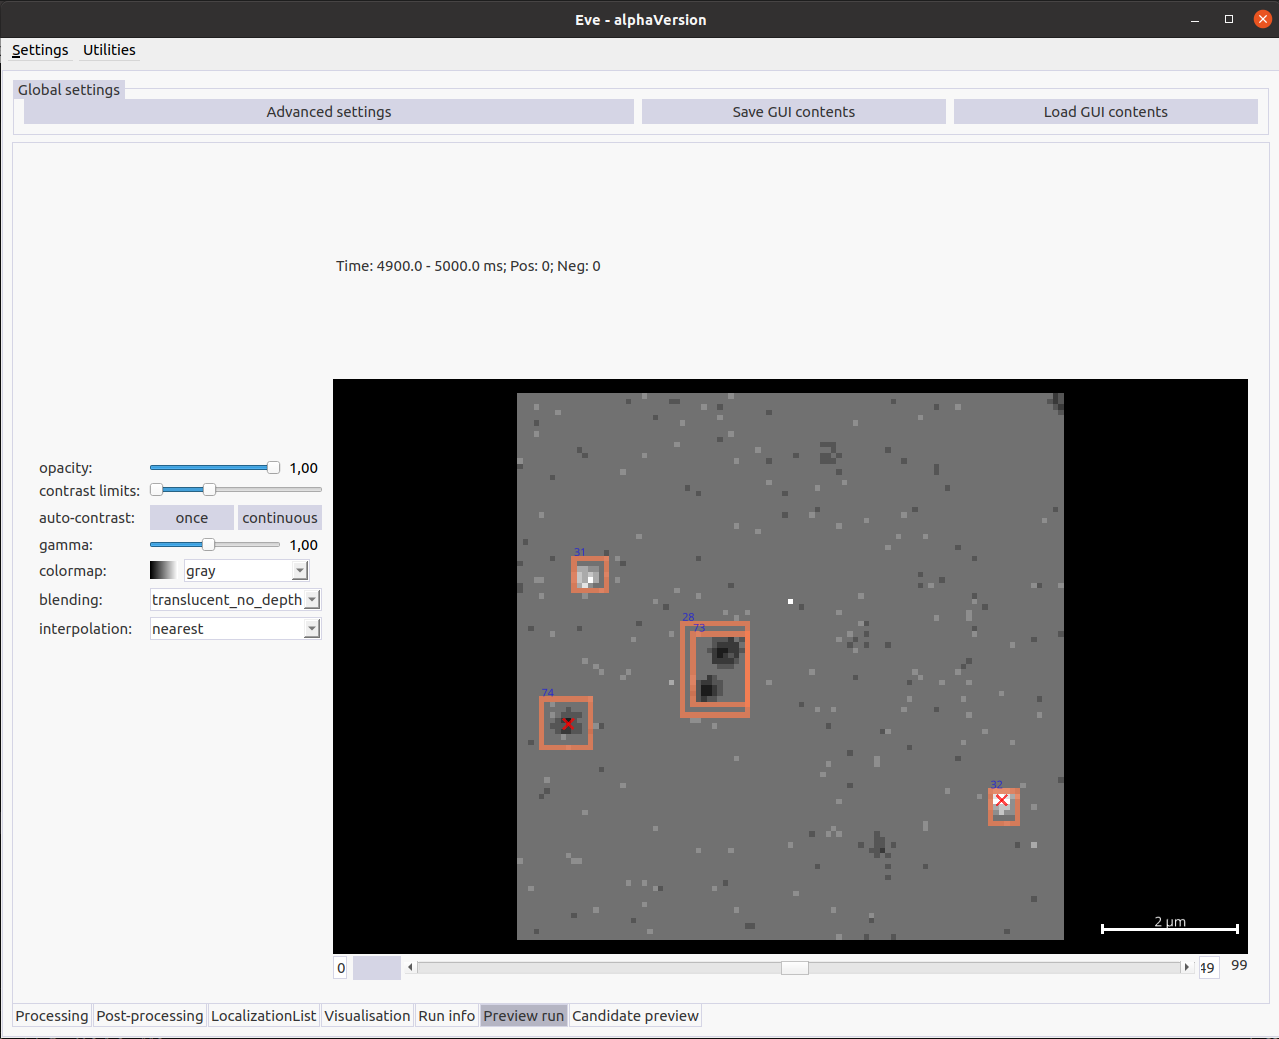 Eve - alphaVersion
Settings Utilities
Global settings
Advanced settings Save GUI contents Load GUI contents
Time: 4900.0 - 5000.0 ms; Pos: 0; Neg: 0
opacity: 1,00
contrast limits:
auto-contrast: once continuous
gamma: 1,00
colormap: gray
blending: translucent_no_depth
interpolation: nearest
31
28
73
74
32
2 µm
0 49 99
Processing Post-processing LocalizationList Visualisation Run info Preview run Candidate preview